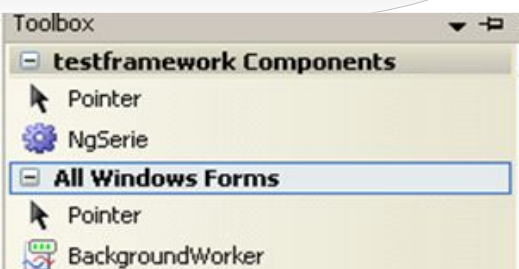 Toolbox
testframework Components
Pointer
NgSerie
All Windows Forms
Pointer
BackgroundWorker